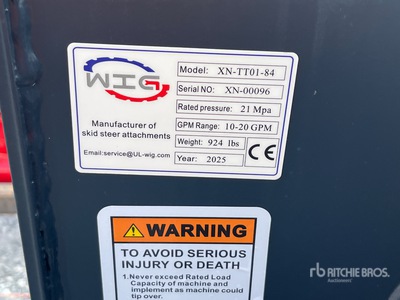 WIG
Manufacturer of
skid steer attachments
Email:service@UL-wig.com
Model: XN-TT01-84
Serial NO: XN-00096
Rated pressure: 21 Mpa
GPM Range: 10-20 GPM
Weight: 924 lbs
Year: 2025
CE
WARNING
TO AVOID SERIOUS
INJURY OR DEATH
1.Never exceed Rated Load
Capacity of machine and
implement as machine could
tip over.
rb RITCHIE BROS.
Auctioneers